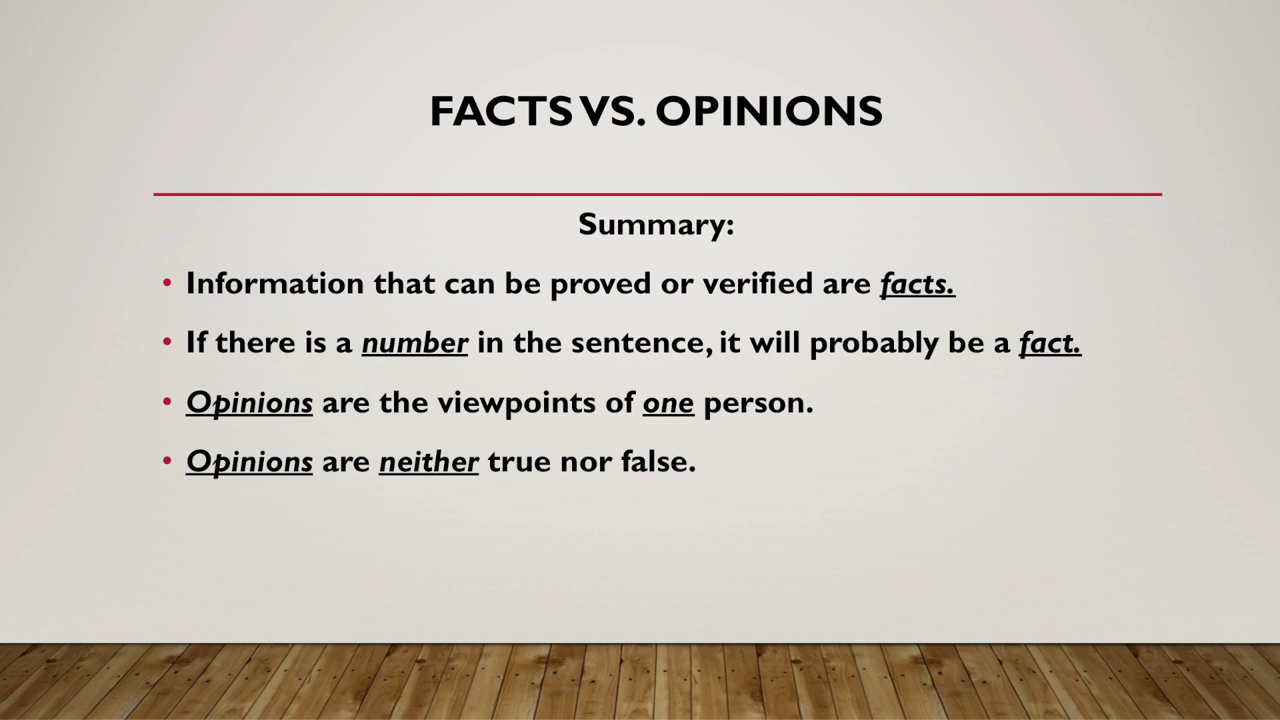 FACTS VS. OPINIONS
Summary:
• Information that can be proved or verified are facts.
• If there is a number in the sentence, it will probably be a fact.
• Opinions are the viewpoints of one person.
• Opinions are neither true nor false.